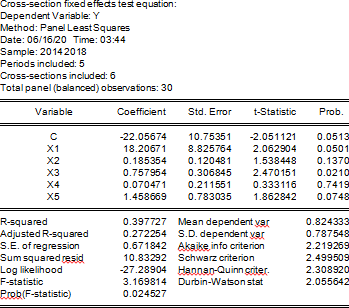 Cross-section fixed effects test equation:
Dependent Variable: Y
Method: Panel Least Squares
Date: 06/16/20 Time: 03:44
Sample: 2014 2018
Periods included: 5
Cross-sections included: 6
Total panel (balanced) observations: 30
Variable Coefficient Std. Error t-Statistic Prob.
C -22.05674 10.75351 -2.051121 0.0513
X1 18.20671 8.825764 2.062904 0.0501
X2 0.185354 0.120481 1.538448 0.1370
X3 0.757954 0.306845 2.470151 0.0210
X4 0.070471 0.211551 0.333116 0.7419
X5 1.458669 0.783035 1.862842 0.0748
R-squared 0.397727 Mean dependent var 0.824333
Adjusted R-squared 0.272254 S.D. dependent var 0.787548
S.E. of regression 0.671842 Akaike info criterion 2.219269
Sum squared resid 10.83292 Schwarz criterion 2.499509
Log likelihood -27.28904 Hannan-Quinn criter. 2.308920
F-statistic 3.169814 Durbin-Watson stat 2.055642
Prob(F-statistic) 0.024527